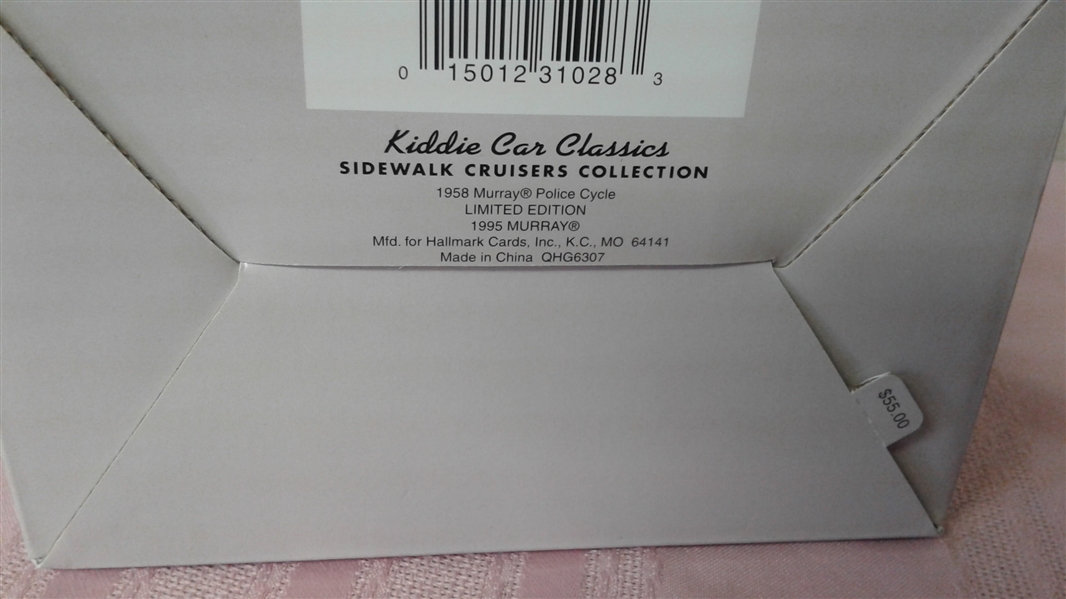 0 15012 31028 3
Kiddie Car Classics
SIDEWALK CRUISERS COLLECTION
1958 Murray® Police Cycle
LIMITED EDITION
1995 MURRAY®
Mfd. for Hallmark Cards, Inc., K.C., MO 64141
Made in China QHG6307
$55.00